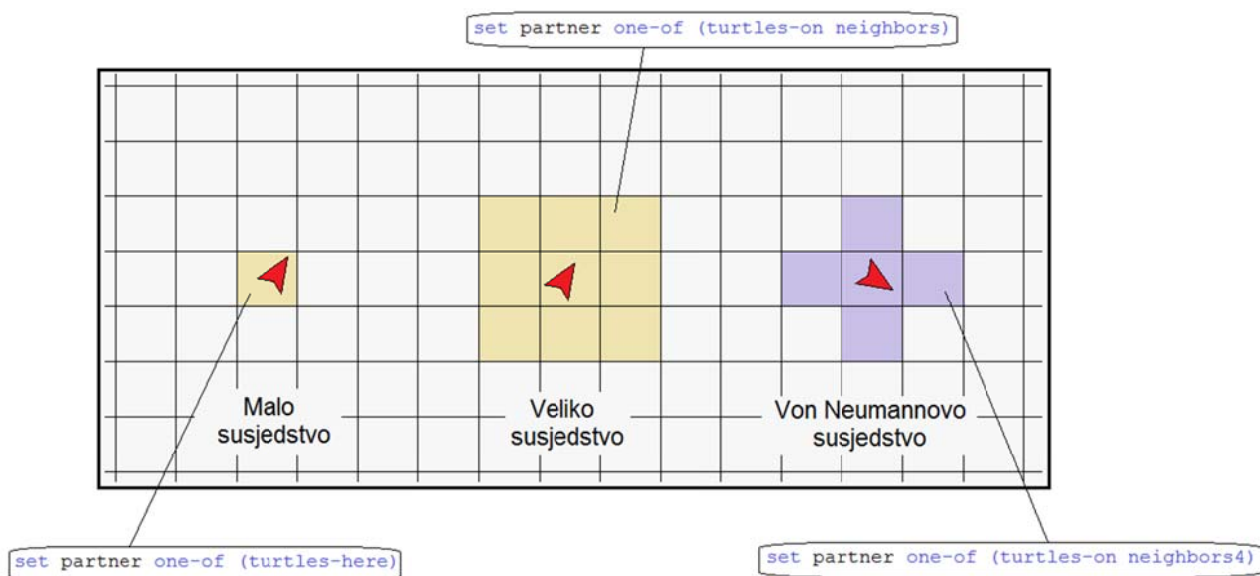 set partner one-of (turtles-on neighbors)
Malo
susjedstvo
Veliko
susjedstvo
Von Neumannovo
susjedstvo
set partner one-of (turtles-here)
set partner one-of (turtles-on neighbors4)